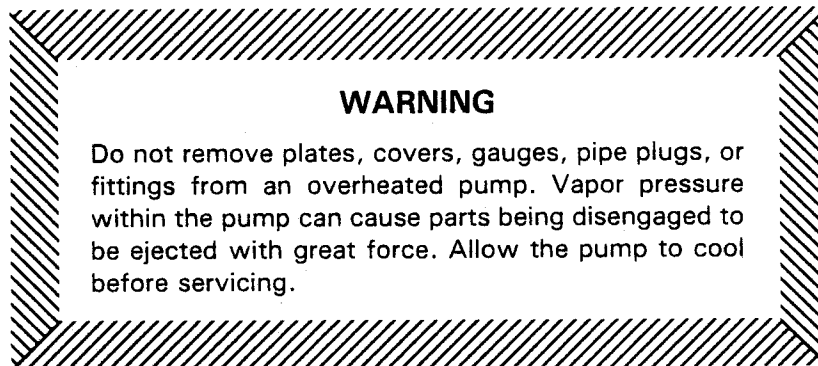 WARNING
Do not remove plates, covers, gauges, pipe plugs, or
fittings from an overheated pump. Vapor pressure
within the pump can cause parts being disengaged to
be ejected with great force. Allow the pump to cool
before servicing.